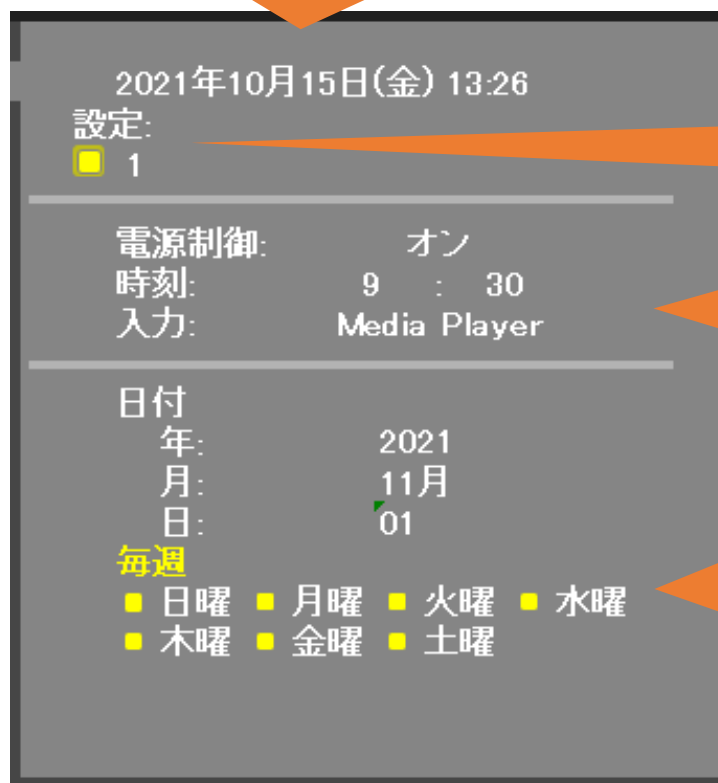 2021年10月15日(金) 13:26
設定:
1
電源制御: オン
時刻: 9 : 30
入力: Media Player
日付
年: 2021
月: 11月
日: 01
毎週
日曜 月曜 火曜 水曜
木曜 金曜 土曜